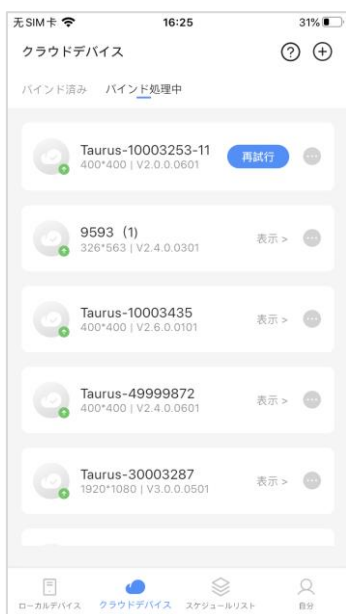 无SIM卡 16:25 31%
クラウドデバイス
バインド済み バインド処理中
Taurus-10003253-11
400*400 | V2.0.0.0601
再試行
9593（1)
326*563 | V2.4.0.0301
表示 >
Taurus-10003435
400*400 | V2.6.0.0101
表示 >
Taurus-49999872
400*400 | V2.4.0.0601
表示 >
Taurus-30003287
1920*1080 | V3.0.0.0501
表示 >
ローカルデバイス クラウドデバイス スケジュールリスト 自分